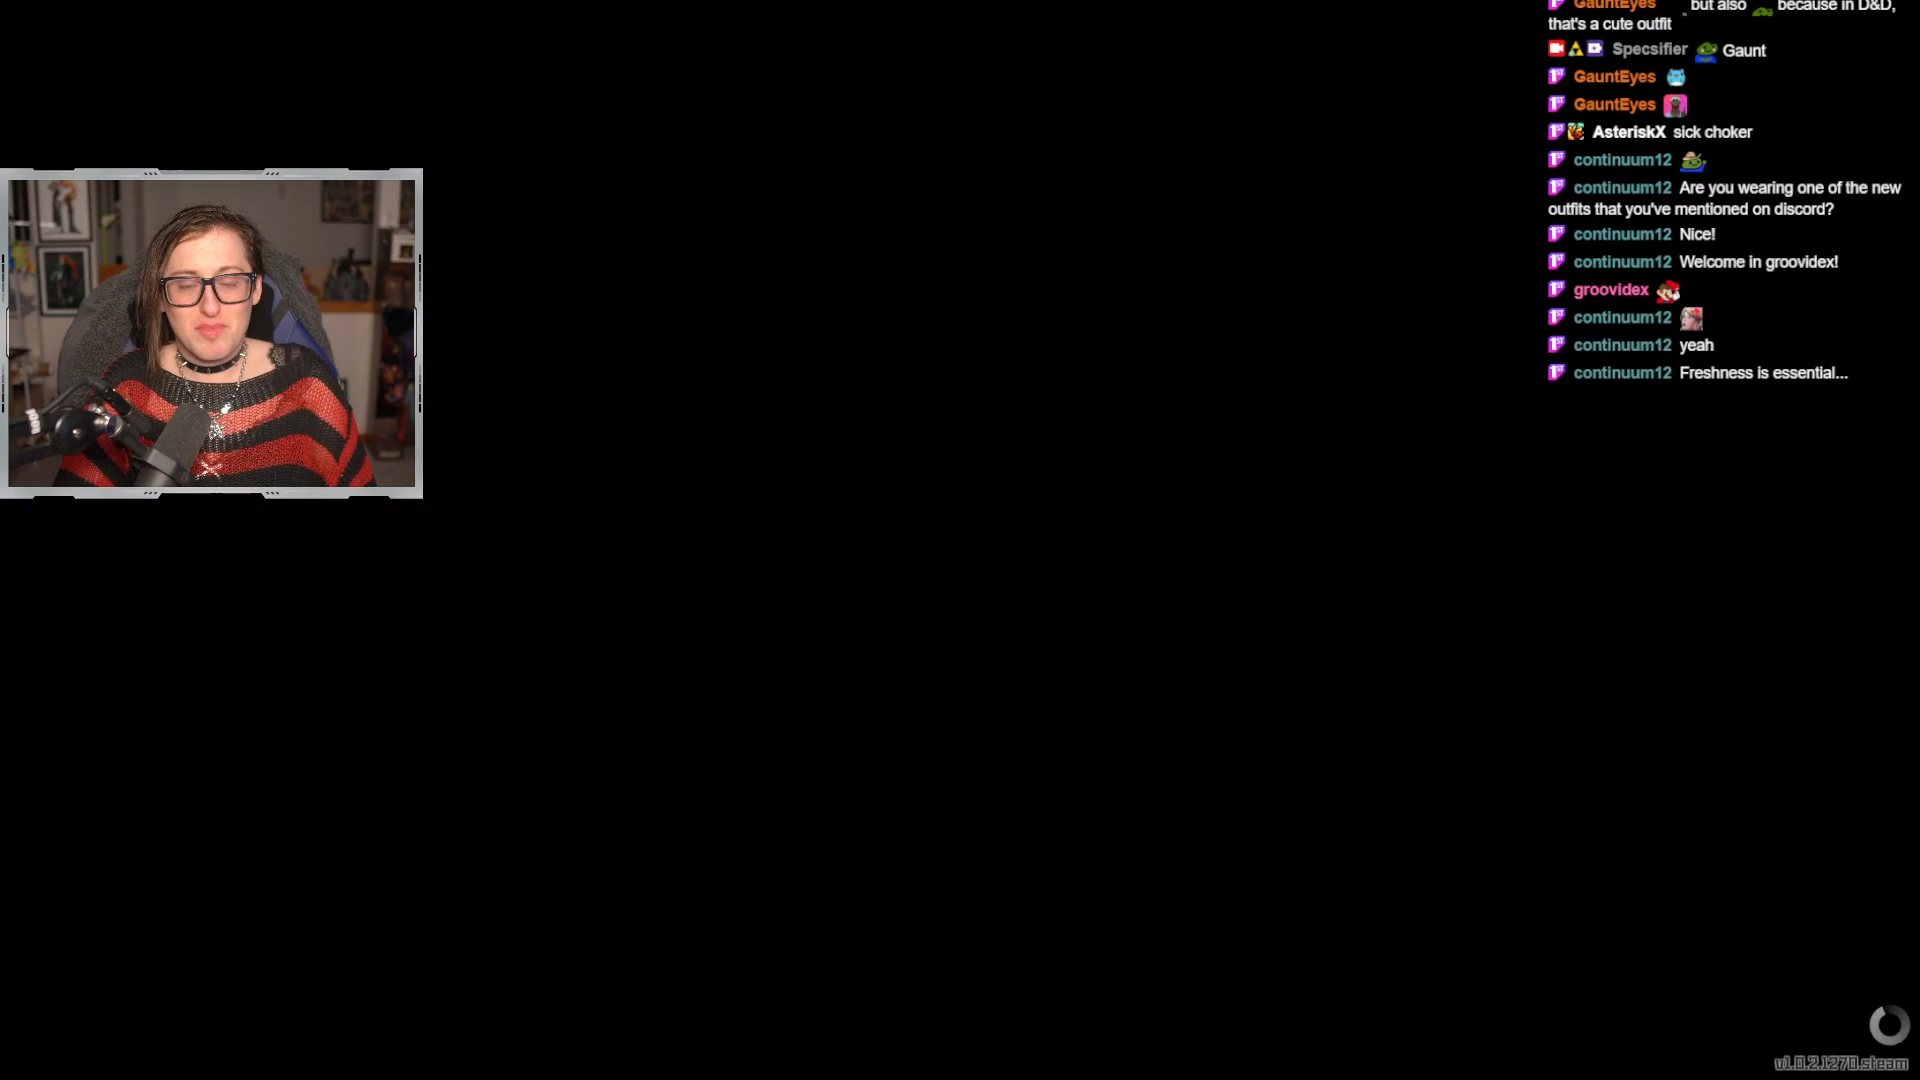 GauntEyes but also because in D&D,
that's a cute outfit
Specsifier Gaunt
GauntEyes
GauntEyes
AsteriskX sick choker
continuum12
continuum12 Are you wearing one of the new
outfits that you've mentioned on discord?
continuum12 Nice!
continuum12 Welcome in groovidex!
groovidex
continuum12
continuum12 yeah
continuum12 Freshness is essential...
v1.0.2.1270.steam